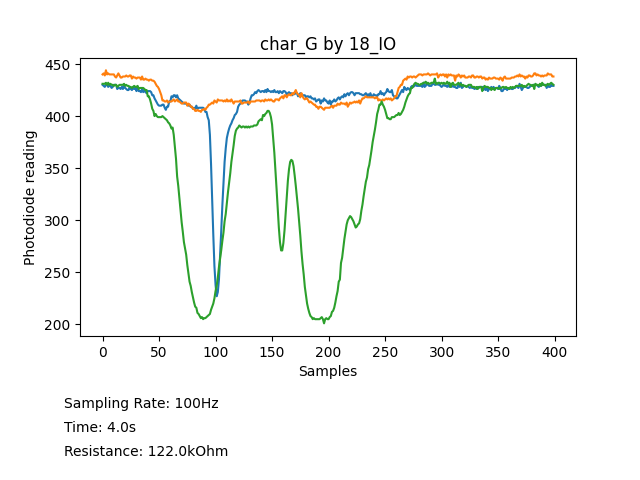 char_G by 18_IO
Photodiode reading
450
400
350
300
250
200
0 50 100 150 200 250 300 350 400
Samples
Sampling Rate: 100Hz
Time: 4.0s
Resistance: 122.0kOhm